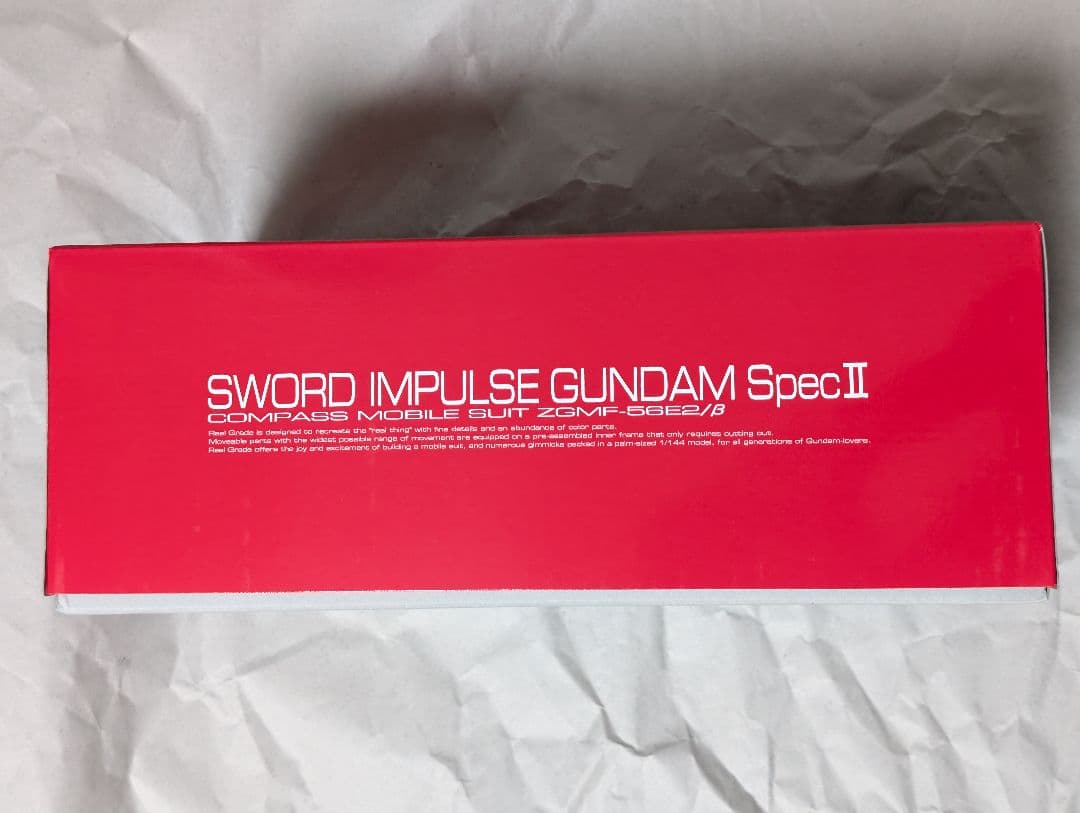 SWORD IMPULSE GUNDAM Spec II
COMPASS MOBILE SUIT ZGMF-56E2/β
Real Grade is designed to recreate the "real thing" with fine details and an abundance of color parts.
Moveable parts with the widest possible range of movement are equipped on a pre-assembled inner frame that only requires cutting out.
Real Grade offers the joy and excitement of building a mobile suit, and numerous gimmicks packed in a palm-sized 1/144 model, for all generations of Gundam-lovers.